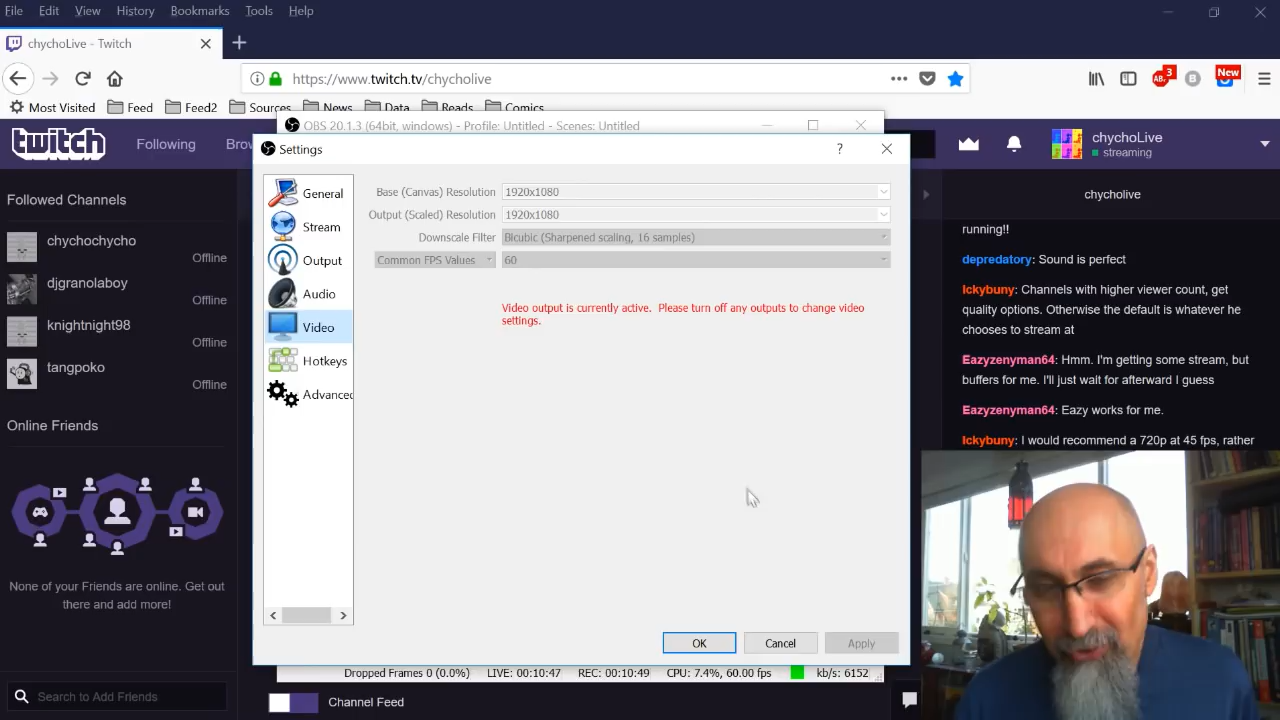 File Edit View History Bookmarks Tools Help
chychoLive - Twitch
https://www.twitch.tv/chycholive
3
New
Most Visited Feed Feed2 Sources News Data Reads Comics
OBS 20.1.3 (64bit, windows) - Profile: Untitled - Scenes: Untitled
twitch Following Brow
chychoLive
streaming
Settings
?
General
Stream
Output
Audio
Video
Hotkeys
Advanced
Base (Canvas) Resolution 1920x1080
Output (Scaled) Resolution 1920x1080
Downscale Filter Bicubic (Sharpened scaling, 16 samples)
Common FPS Values 60
Video output is currently active. Please turn off any outputs to change video
settings.
OK Cancel Apply
Dropped Frames 0 (0.0%) LIVE: 00:10:47 REC: 00:10:49 CPU: 7.4%, 60.00 fps kb/s: 6152
Followed Channels
chychochycho
Offline
djgranolaboy
Offline
knightnight98
Offline
tangpoko
Offline
Online Friends
None of your Friends are online. Get out
there and add more!
Search to Add Friends
Channel Feed
chycholive
running!!
depredatory: Sound is perfect
Ickybuny: Channels with higher viewer count, get
quality options. Otherwise the default is whatever he
chooses to stream at
Eazyzenyman64: Hmm. I'm getting some stream, but
buffers for me. I'll just wait for afterward I guess
Eazyzenyman64: Eazy works for me.
Ickybuny: I would recommend a 720p at 45 fps, rather